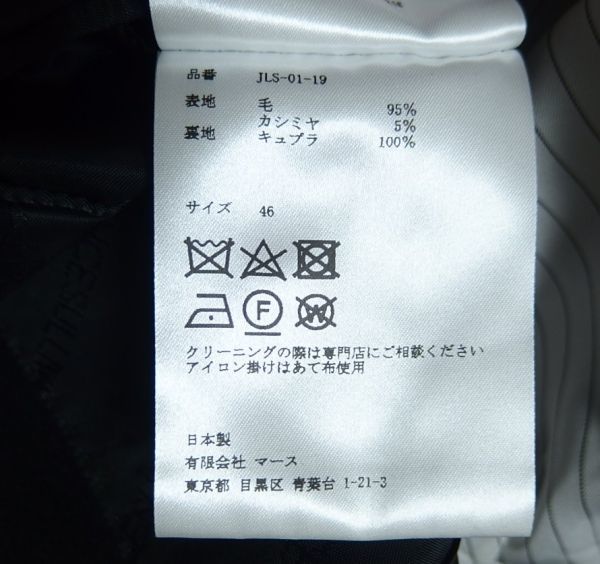 品番 JLS-01-19
表地 毛 95%
カシミヤ 5%
裏地 キュプラ 100%
サイズ 46
F
W
クリーニングの際は専門店にご相談ください
アイロン掛けはあて布使用
日本製
有限会社 マース
東京都 目黒区 青葉台 1-21-3